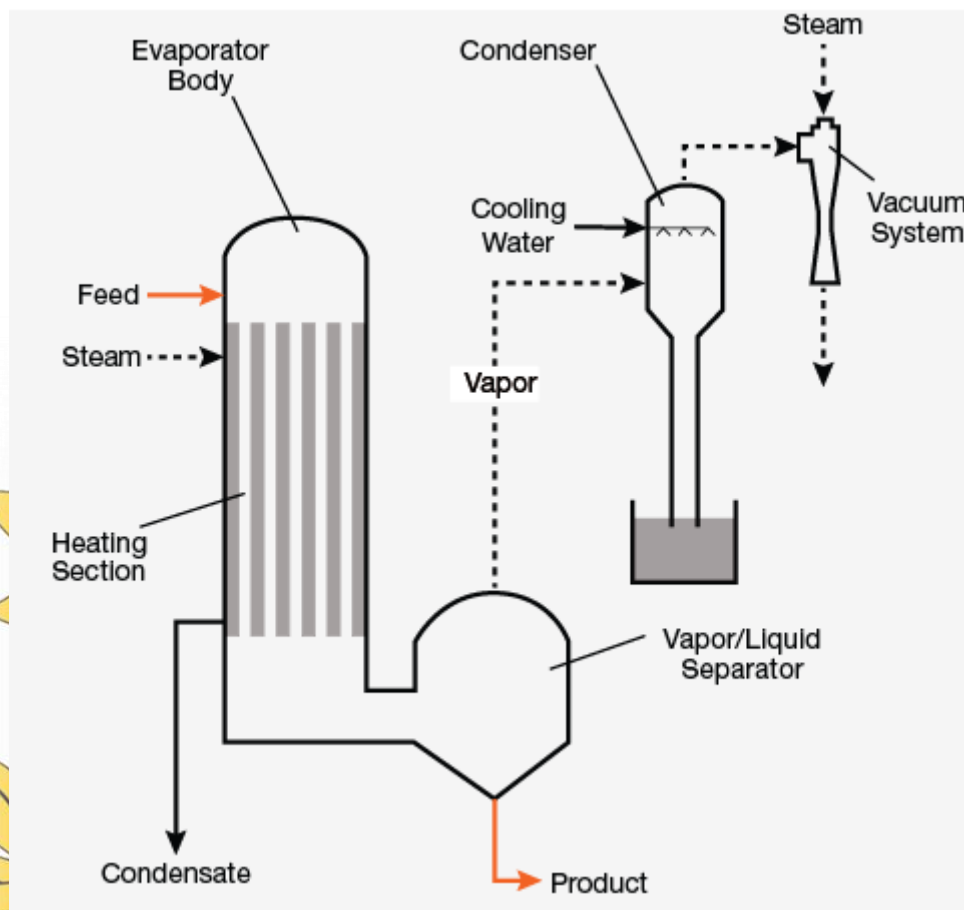 Steam
Evaporator
Body
Condenser
Cooling
Water
Vacuum
System
Feed
Steam
Vapor
Heating
Section
Vapor/Liquid
Separator
Condensate
Product